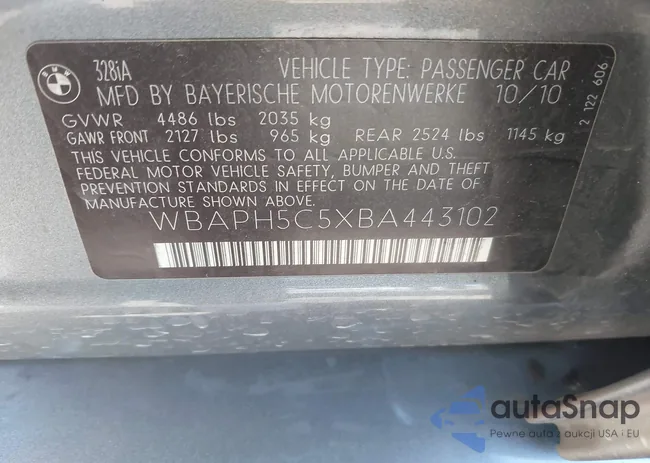 BMW
328iA
VEHICLE TYPE: PASSENGER CAR
MFD BY BAYERISCHE MOTORENWERKE 10/10
GVWR 4486 lbs 2035 kg
GAWR FRONT 2127 lbs 965 kg REAR 2524 lbs 1145 kg
THIS VEHICLE CONFORMS TO ALL APPLICABLE U.S.
FEDERAL MOTOR VEHICLE SAFETY, BUMPER AND THEFT
PREVENTION STANDARDS IN EFFECT ON THE DATE OF
MANUFACTURE SHOWN ABOVE.
WBAPH5C5XBA443102
2 122 606
autaSnap
Pewne auta z aukcji USA i EU